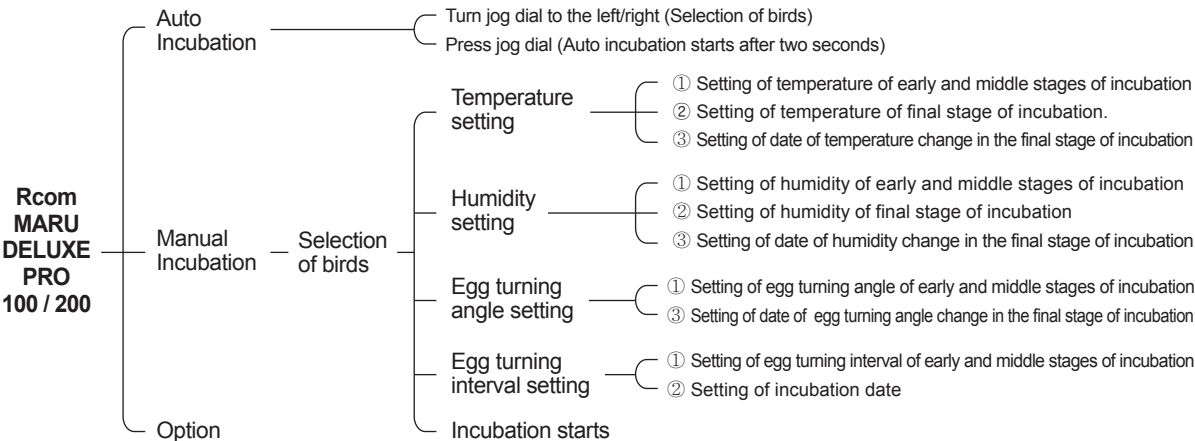 Auto
Incubation
Turn jog dial to the left/right (Selection of birds)
Press jog dial (Auto incubation starts after two seconds)
Rcom
MARU
DELUXE
PRO
100 / 200
Manual
Incubation
Selection
of birds
Temperature
setting
① Setting of temperature of early and middle stages of incubation
② Setting of temperature of final stage of incubation.
③ Setting of date of temperature change in the final stage of incubation
Humidity
setting
① Setting of humidity of early and middle stages of incubation
② Setting of humidity of final stage of incubation
③ Setting of date of humidity change in the final stage of incubation
Egg turning
angle setting
① Setting of egg turning angle of early and middle stages of incubation
③ Setting of date of egg turning angle change in the final stage of incubation
Egg turning
interval setting
① Setting of egg turning interval of early and middle stages of incubation
② Setting of incubation date
Incubation starts
Option